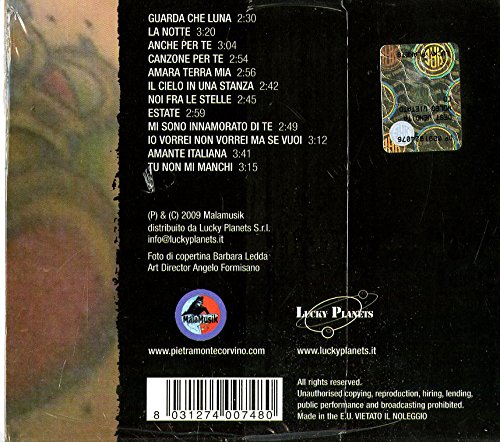 GUARDA CHE LUNA 2:30
LA NOTTE 3:20
ANCHE PER TE 3:04
CANZONE PER TE 2:54
AMARA TERRA MIA 2:56
IL CIELO IN UNA STANZA 2:42
NOI FRA LE STELLE 2:45
ESTATE 2:59
MI SONO INNAMORATO DI TE 2:49
IO VORREI NON VORREI MA SE VUOI 3:12
AMANTE ITALIANA 3:41
TU NON MI MANCHI 3:15
(P) & (C) 2009 Malamusik
distribuito da Lucky Planets S.r.l.
info@luckyplanets.it
Foto di copertina Barbara Ledda
Art Director Angelo Formisano
MalaMusik
LUCKY PLANETS
www.pietramontecorvino.com
www.luckyplanets.it
8 031274 007480
All rights reserved.
Unauthorised copying, reproduction, hiring, lending,
public performance and broadcasting prohibited.
Made in the E.U. VIETATO IL NOLEGGIO